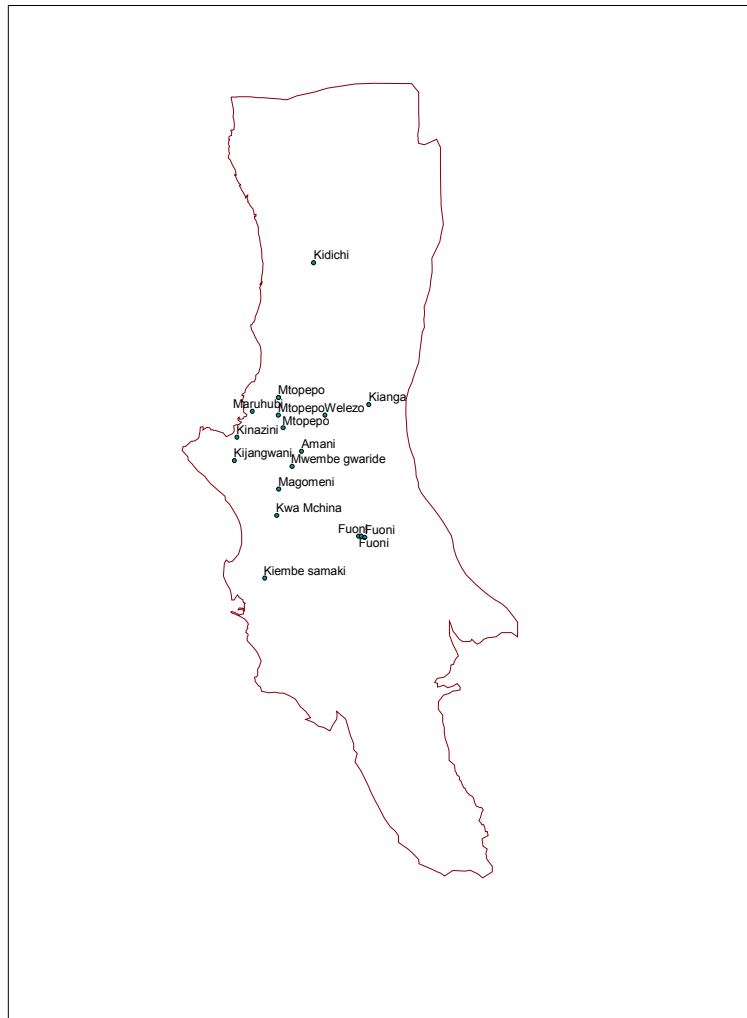 Kidichi
Mtopepo
Kianga
Maruhubi
Mtopepo
Welezo
Mtopepo
Kinazini
Amani
Kijangwani
Mwembe gwaride
Magomeni
Kwa Mchina
Fuoni
Fuoni
Fuoni
Kiembe samaki